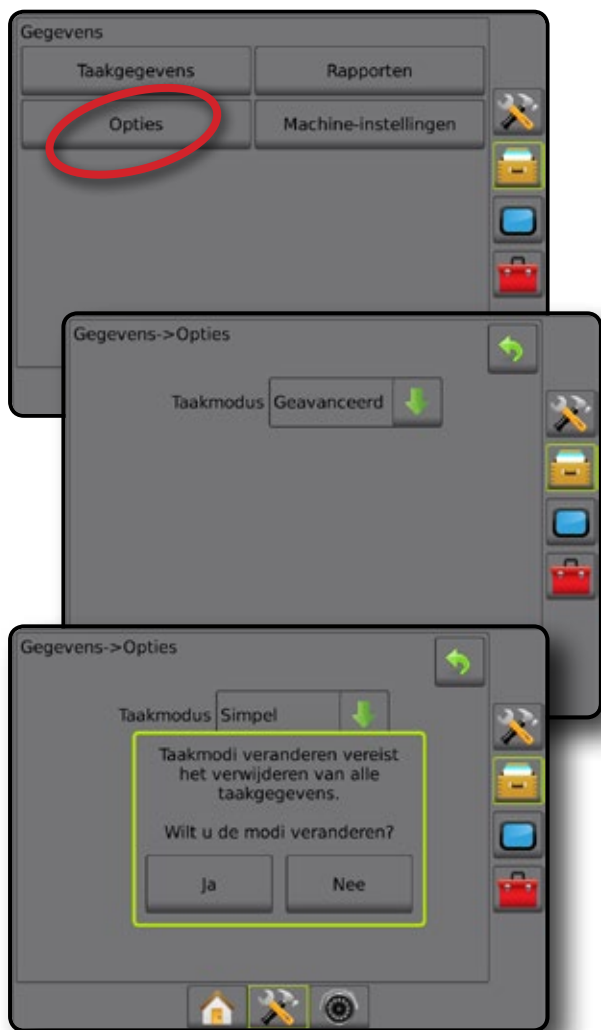 Gegevens
Taakgegevens Rapporten
Opties Machine-instellingen
Gegevens->Opties
Taakmodus Geavanceerd
Gegevens->Opties
Taakmodus Simpel
Taakmodi veranderen vereist
het verwijderen van alle
taakgegevens.
Wilt u de modi veranderen?
Ja Nee